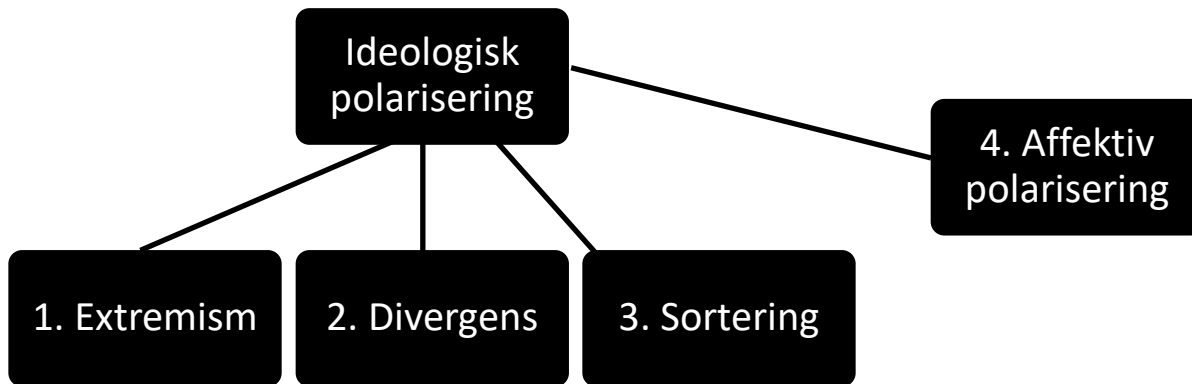 Ideologisk
polarisering
4. Affektiv
polarisering
1. Extremism
2. Divergens
3. Sortering